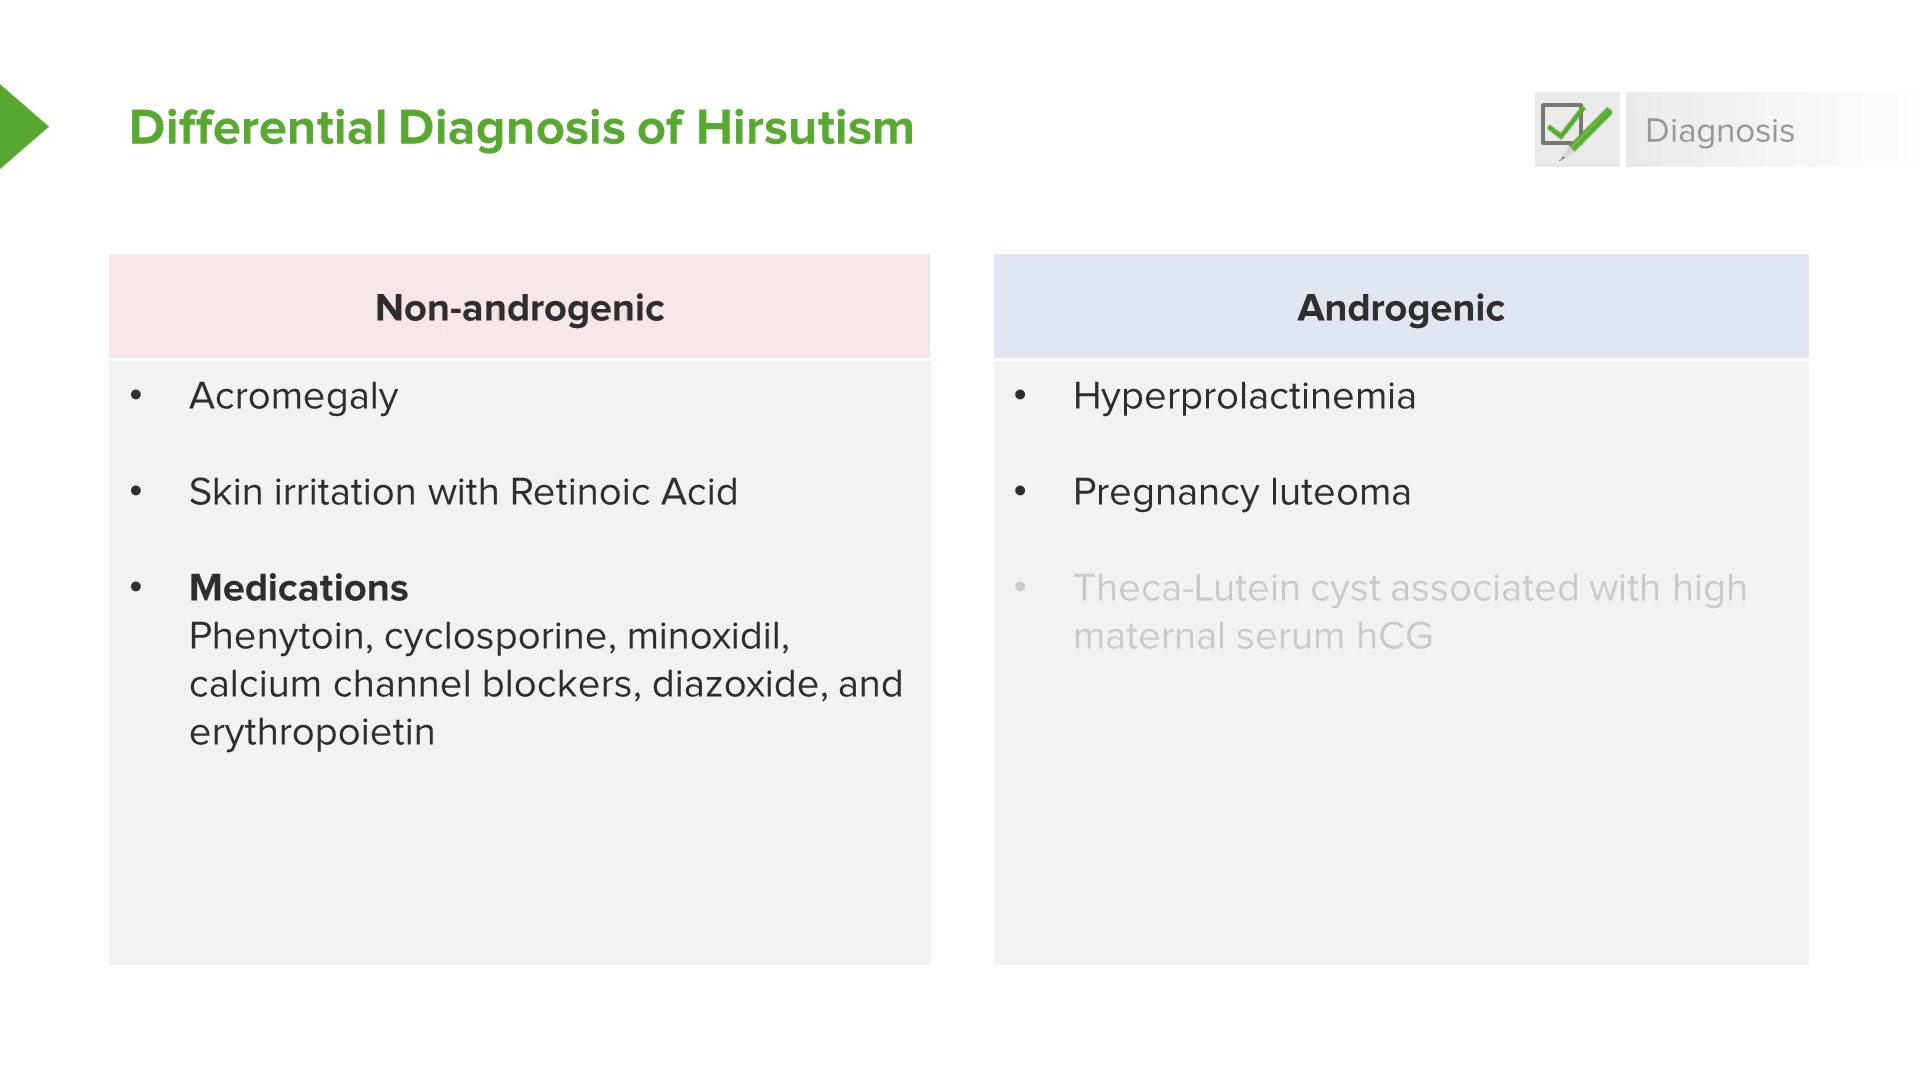 Differential Diagnosis of Hirsutism
Diagnosis
Non-androgenic
• Acromegaly
• Skin irritation with Retinoic Acid
• Medications
Phenytoin, cyclosporine, minoxidil,
calcium channel blockers, diazoxide, and
erythropoietin
Androgenic
• Hyperprolactinemia
• Pregnancy luteoma
• Theca-Lutein cyst associated with high
maternal serum hCG